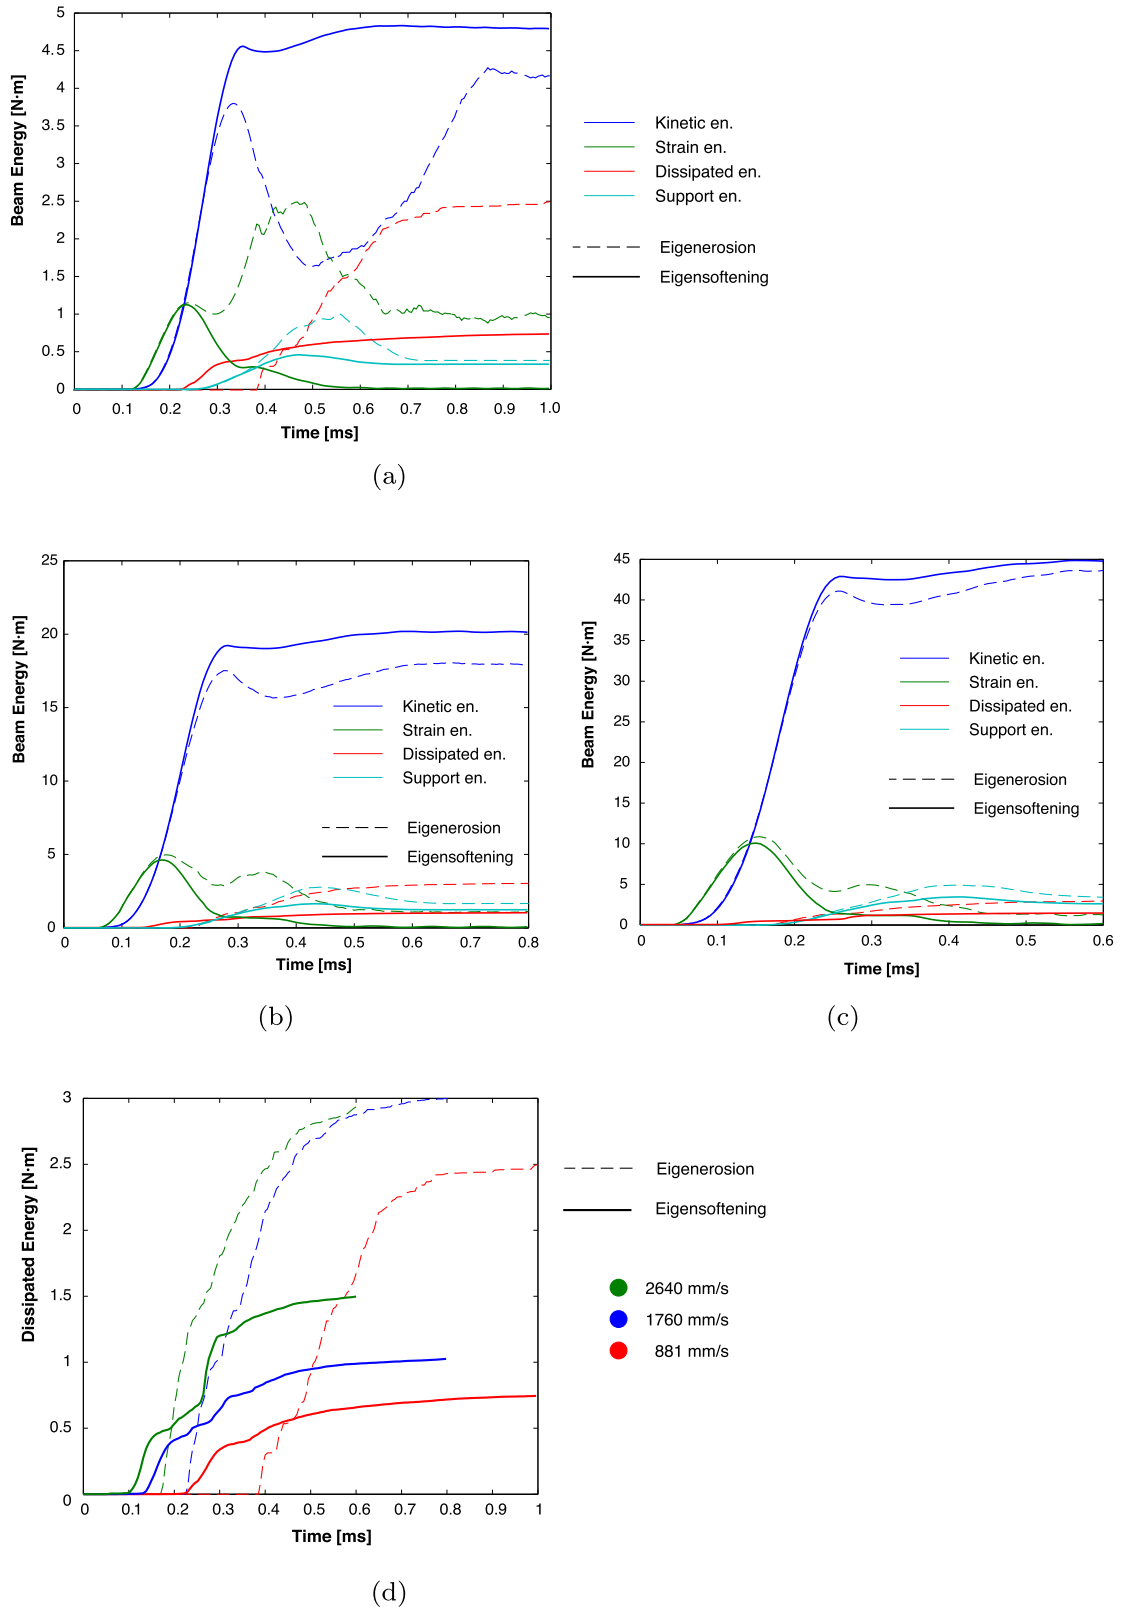 5
4.5
4
3.5
3
2.5
2
1.5
1
0.5
0
Beam Energy [N·m]
0 0.1 0.2 0.3 0.4 0.5 0.6 0.7 0.8 0.9 1.0
Time [ms]
Kinetic en.
Strain en.
Dissipated en.
Support en.
Eigenerosion
Eigensoftening
(a)
25
20
15
10
5
0
Beam Energy [N·m]
0 0.1 0.2 0.3 0.4 0.5 0.6 0.7 0.8
Time [ms]
Kinetic en.
Strain en.
Dissipated en.
Support en.
Eigenerosion
Eigensoftening
(b)
45
40
35
30
25
20
15
10
5
0
Beam Energy [N·m]
0 0.1 0.2 0.3 0.4 0.5 0.6
Time [ms]
Kinetic en.
Strain en.
Dissipated en.
Support en.
Eigenerosion
Eigensoftening
(c)
3
2.5
2
1.5
1
0.5
0
Dissipated Energy [N·m]
0 0.1 0.2 0.3 0.4 0.5 0.6 0.7 0.8 0.9 1
Time [ms]
Eigenerosion
Eigensoftening
2640 mm/s
1760 mm/s
881 mm/s
(d)